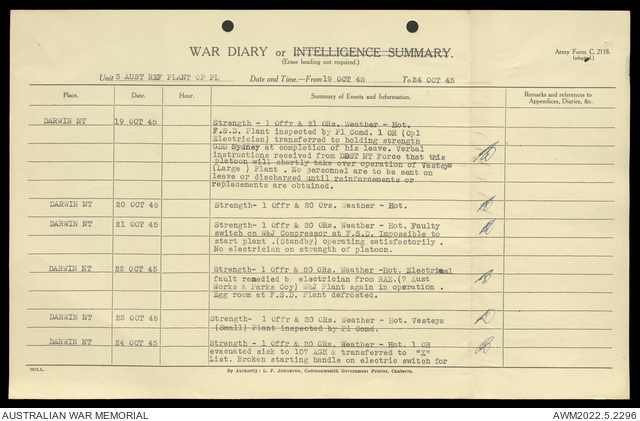 WAR DIARY or INTELLIGENCE SUMMARY.
(Erase heading not required.)
Army Form C. 2118.
(adapted.)
Unit 5 AUST REF PLANT OP PL Date and Time.—From 19 OCT 45 To 24 OCT 45
Place. Date. Hour. Summary of Events and Information. Remarks and references to Appendices, Diaries, &c.
DARWIN NT 19 OCT 45 Strength - 1 Offr & 21 ORs. Weather - Hot.
F.S.D. Plant inspected by Pl Comd. 1 OR (Cpl
Electrician) transferred to holding strength
GDD Sydney at completion of his leave. Verbal
instructions received from DDST NT Force that this
platoon will shortly take over operation of Vesteys
(Large ) Plant . No personnel are to be sent on
leave or discharged until reinforcements or
replacements are obtained.
DARWIN NT 20 OCT 45 Strength- 1 Offr & 20 Ors. Weather - Hot.
DARWIN NT 21 OCT 45 Strength - 1 Offr & 20 ORs. Weather - Hot. Faulty
switch on W&J Compressor at F.S.D. Impossible to
start plant .(Standby) operating satisfactorily .
No electrician on strength of platoon.
DARWIN NT 22 OCT 45 Strength- 1 Offr & 20 ORs. Weather -Hot. Electrical
fault remedied by electrician from RAE.(7 Aust
Works & Parks Coy) W&J Plant again in operation .
Egg room at F.S.D. Plant defrosted.
DARWIN NT 23 OCT 45 Strength- 1 Offr & 20 ORs. Weather - Hot. Vesteys
(Small) Plant inspected by Pl Comd.
DARWIN NT 24 OCT 45 Strength - 1 Offr & 20 ORs. Weather - Hot. 1 OR
evacuated sick to 107 AGH & transferred to "X"
List. Broken starting handle on electric switch for
By Authority: L. F. Johnston, Commonwealth Government Printer, Canberra.
AUSTRALIAN WAR MEMORIAL
AWM2022.5.2296